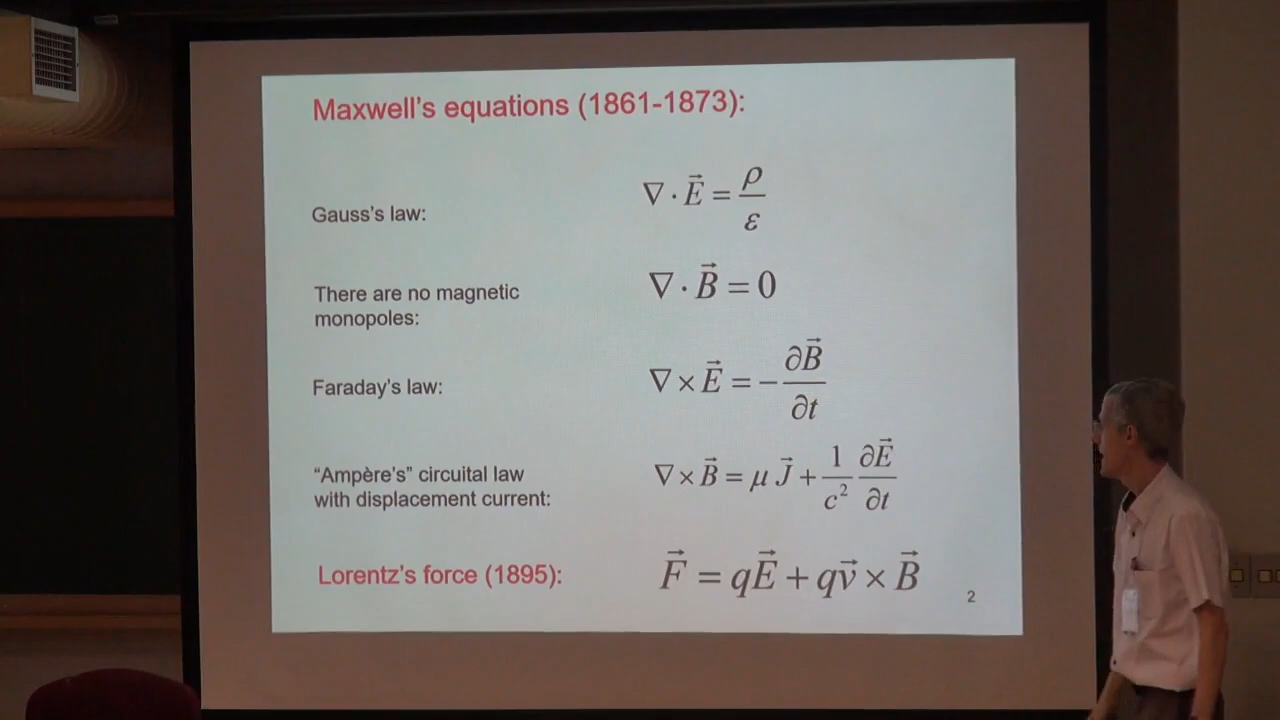 Maxwell's equations (1861-1873):
Gauss's law: ∇ · E⃗ = ρ/ε
There are no magnetic
monopoles: ∇ · B⃗ = 0
Faraday's law: ∇ × E⃗ = −∂B⃗/∂t
“Ampère's” circuital law
with displacement current: ∇ × B⃗ = μ J⃗ + 1/c² ∂E⃗/∂t
Lorentz's force (1895): F⃗ = qE⃗ + qv⃗ × B⃗
2